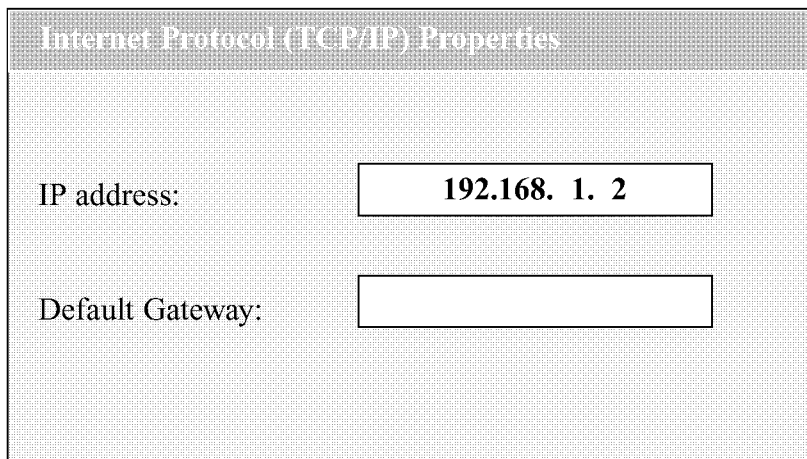 Internet Protocol (TCP/IP) Properties
IP address: 192.168. 1. 2
Default Gateway: